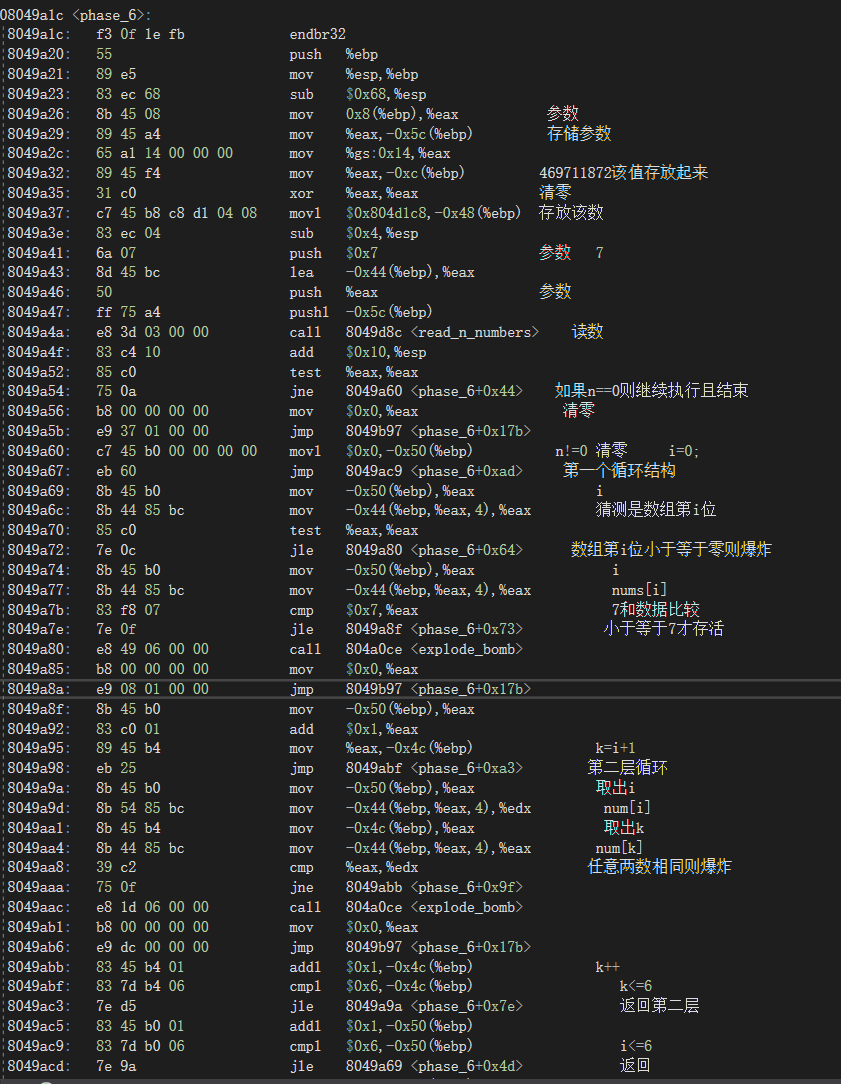 08049a1c <phase_6>:
8049a1c: f3 0f 1e fb endbr32
8049a20: 55 push %ebp
8049a21: 89 e5 mov %esp,%ebp
8049a23: 83 ec 68 sub $0x68,%esp
8049a26: 8b 45 08 mov 0x8(%ebp),%eax 参数
8049a29: 89 45 a4 mov %eax,-0x5c(%ebp) 存储参数
8049a2c: 65 a1 14 00 00 00 mov %gs:0x14,%eax
8049a32: 89 45 f4 mov %eax,-0xc(%ebp) 469711872该值存放起来
8049a35: 31 c0 xor %eax,%eax 清零
8049a37: c7 45 b8 c8 d1 04 08 movl $0x804d1c8,-0x48(%ebp) 存放该数
8049a3e: 83 ec 04 sub $0x4,%esp
8049a41: 6a 07 push $0x7 参数 7
8049a43: 8d 45 bc lea -0x44(%ebp),%eax
8049a46: 50 push %eax 参数
8049a47: ff 75 a4 pushl -0x5c(%ebp)
8049a4a: e8 3d 03 00 00 call 8049d8c <read_n_numbers> 读数
8049a4f: 83 c4 10 add $0x10,%esp
8049a52: 85 c0 test %eax,%eax
8049a54: 75 0a jne 8049a60 <phase_6+0x44> 如果n==0则继续执行且结束
8049a56: b8 00 00 00 00 mov $0x0,%eax 清零
8049a5b: e9 37 01 00 00 jmp 8049b97 <phase_6+0x17b>
8049a60: c7 45 b0 00 00 00 00 movl $0x0,-0x50(%ebp) n!=0 清零 i=0;
8049a67: eb 60 jmp 8049ac9 <phase_6+0xad> 第一个循环结构
8049a69: 8b 45 b0 mov -0x50(%ebp),%eax i
8049a6c: 8b 44 85 bc mov -0x44(%ebp,%eax,4),%eax 猜测是数组第i位
8049a70: 85 c0 test %eax,%eax
8049a72: 7e 0c jle 8049a80 <phase_6+0x64> 数组第i位小于等于零则爆炸
8049a74: 8b 45 b0 mov -0x50(%ebp),%eax i
8049a77: 8b 44 85 bc mov -0x44(%ebp,%eax,4),%eax nums[i]
8049a7b: 83 f8 07 cmp $0x7,%eax 7和数据比较
8049a7e: 7e 0f jle 8049a8f <phase_6+0x73> 小于等于7才存活
8049a80: e8 49 06 00 00 call 804a0ce <explode_bomb>
8049a85: b8 00 00 00 00 mov $0x0,%eax
8049a8a: e9 08 01 00 00 jmp 8049b97 <phase_6+0x17b>
8049a8f: 8b 45 b0 mov -0x50(%ebp),%eax
8049a92: 83 c0 01 add $0x1,%eax
8049a95: 89 45 b4 mov %eax,-0x4c(%ebp) k=i+1
8049a98: eb 25 jmp 8049abf <phase_6+0xa3> 第二层循环
8049a9a: 8b 45 b0 mov -0x50(%ebp),%eax 取出i
8049a9d: 8b 54 85 bc mov -0x44(%ebp,%eax,4),%edx num[i]
8049aa1: 8b 45 b4 mov -0x4c(%ebp),%eax 取出k
8049aa4: 8b 44 85 bc mov -0x44(%ebp,%eax,4),%eax num[k]
8049aa8: 39 c2 cmp %eax,%edx 任意两数相同则爆炸
8049aaa: 75 0f jne 8049abb <phase_6+0x9f>
8049aac: e8 1d 06 00 00 call 804a0ce <explode_bomb>
8049ab1: b8 00 00 00 00 mov $0x0,%eax
8049ab6: e9 dc 00 00 00 jmp 8049b97 <phase_6+0x17b>
8049abb: 83 45 b4 01 addl $0x1,-0x4c(%ebp) k++
8049abf: 83 7d b4 06 cmpl $0x6,-0x4c(%ebp) k<=6
8049ac3: 7e d5 jle 8049a9a <phase_6+0x7e> 返回第二层
8049ac5: 83 45 b0 01 addl $0x1,-0x50(%ebp)
8049ac9: 83 7d b0 06 cmpl $0x6,-0x50(%ebp) i<=6
8049acd: 7e 9a jle 8049a69 <phase_6+0x4d> 返回